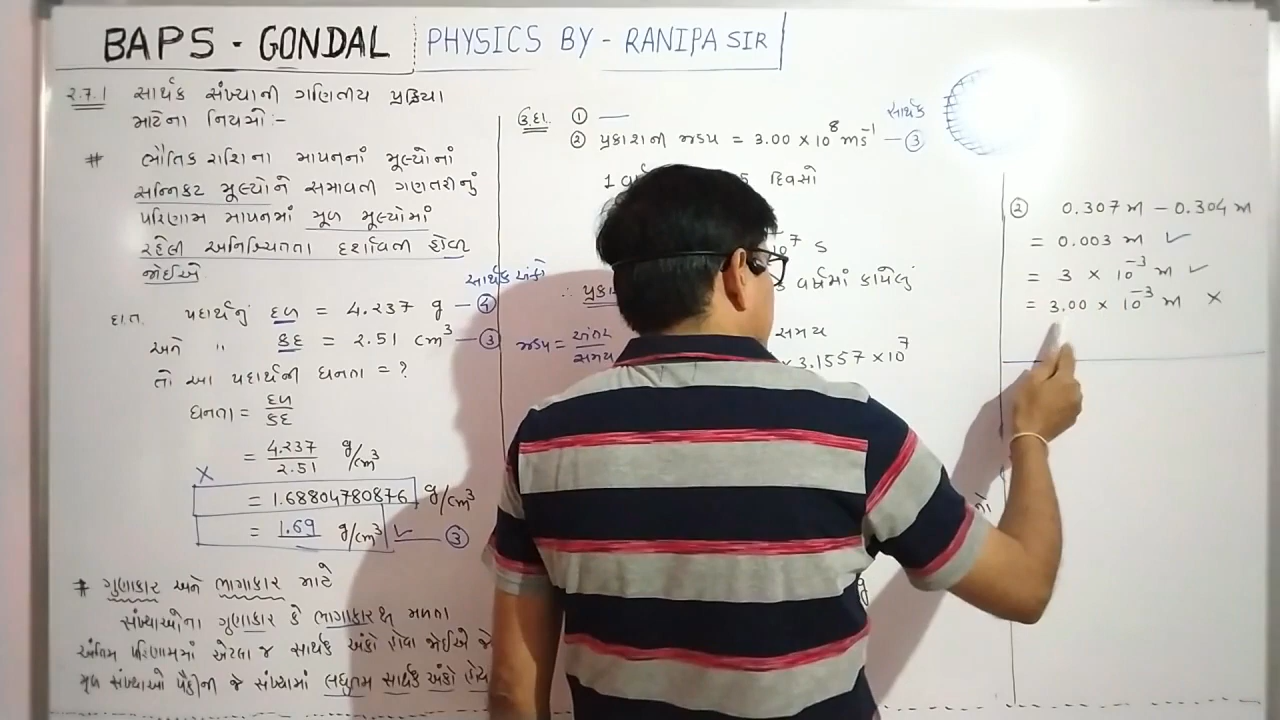 BAPS - GONDAL
PHYSICS BY - RANIPA SIR
૨.૭.1 સાર્થક સંખ્યાની ગાણિતીય પ્રક્રિયા
માટેના નિયમો:-
# ભૌતિક રાશિના માપનનાં મૂલ્યોનાં
સન્નિકટ મૂલ્યોને સમાવતી ગણતરીનું
પરિણામ માપનમાં મૂળ મૂલ્યોમાં
રહેલી અનિશ્ચિતતા દર્શાવતા હોવા
જોઈએ
સાર્થક અંકો
દા.ત. પદાર્થનું દળ = 4.237 g — ④
અને " કદ = 2.51 cm³ — ③
તો આ પદાર્થની ઘનતા = ?
ઘનતા = દળ / કદ
= 4.237 / 2.51 g/cm³
X
= 1.68804780876 g/cm³
= 1.69 g/cm³ ✓ — ③
# ગુણાકાર અને ભાગાકાર માટે
સંખ્યાઓના ગુણાકાર કે ભાગાકારથી મળતા
અંતિમ પરિણામમાં એટલા જ સાર્થક અંકો હોવા જોઈએ જે
મૂળ સંખ્યાઓ પૈકીની જે સંખ્યામાં લઘુતમ સાર્થક અંકો હોય
ઉ.દા. ① —
સાર્થક
② પ્રકાશની ઝડપ = 3.00 × 10⁸ ms⁻¹ — ③
1 દિવસો
10⁷ s
∴ વર્ષમાં કાપેલું
ઝડપ = અંતર / સમય
સમય
× 3.1557 × 10⁷
② 0.307 m - 0.304 m
= 0.003 m ✓
= 3 × 10⁻³ m ✓
= 3.00 × 10⁻³ m ×
g